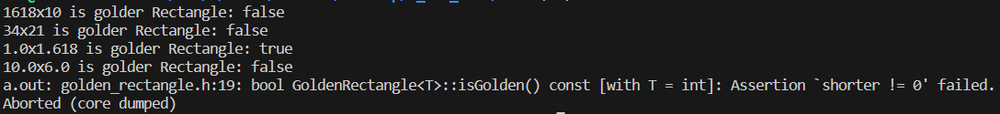 1618x10 is golder Rectangle: false
34x21 is golder Rectangle: false
1.0x1.618 is golder Rectangle: true
10.0x6.0 is golder Rectangle: false
a.out: golden_rectangle.h:19: bool GoldenRectangle<T>::isGolden() const [with T = int]: Assertion `shorter != 0' failed.
Aborted (core dumped)